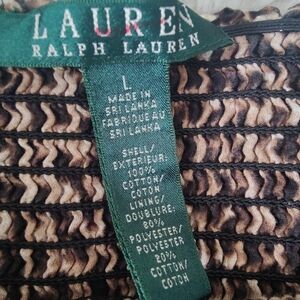 LAUREN
RALPH LAUREN
L
MADE IN
SRI LANKA
FABRIQUE AU
SRI LANKA
SHELL/
EXTERIEUR:
100%
COTTON/
COTON
LINING/
DOUBLURE:
80%
POLYESTER/
POLYESTER
20%
COTTON/
COTON